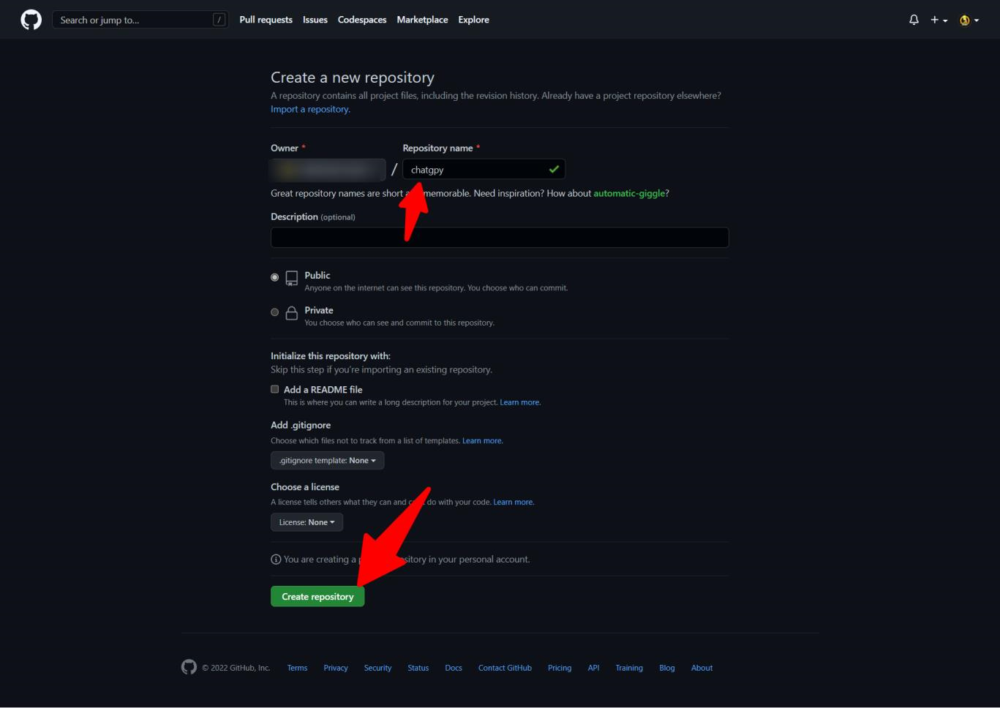 Search or jump to... / Pull requests Issues Codespaces Marketplace Explore
Create a new repository
A repository contains all project files, including the revision history. Already have a project repository elsewhere?
Import a repository.
Owner * Repository name *
/ chatgpy
Great repository names are short a memorable. Need inspiration? How about automatic-giggle?
Description (optional)
Public
Anyone on the internet can see this repository. You choose who can commit.
Private
You choose who can see and commit to this repository.
Initialize this repository with:
Skip this step if you're importing an existing repository.
Add a README file
This is where you can write a long description for your project. Learn more.
Add .gitignore
Choose which files not to track from a list of templates. Learn more.
.gitignore template: None
Choose a license
A license tells others what they can and do with your code. Learn more.
License: None
You are creating a in your personal account.
Create repository
© 2022 GitHub, Inc. Terms Privacy Security Status Docs Contact GitHub Pricing API Training Blog About